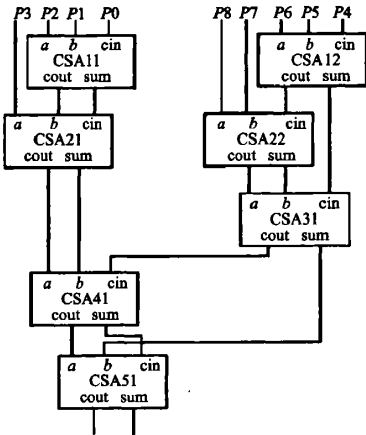 P3 P2 P1 P0 P8 P7 P6 P5 P4
a b cin
CSA11
cout sum
a b cin
CSA12
cout sum
a b cin
CSA21
cout sum
a b cin
CSA22
cout sum
a b cin
CSA31
cout sum
a b cin
CSA41
cout sum
a b cin
CSA51
cout sum